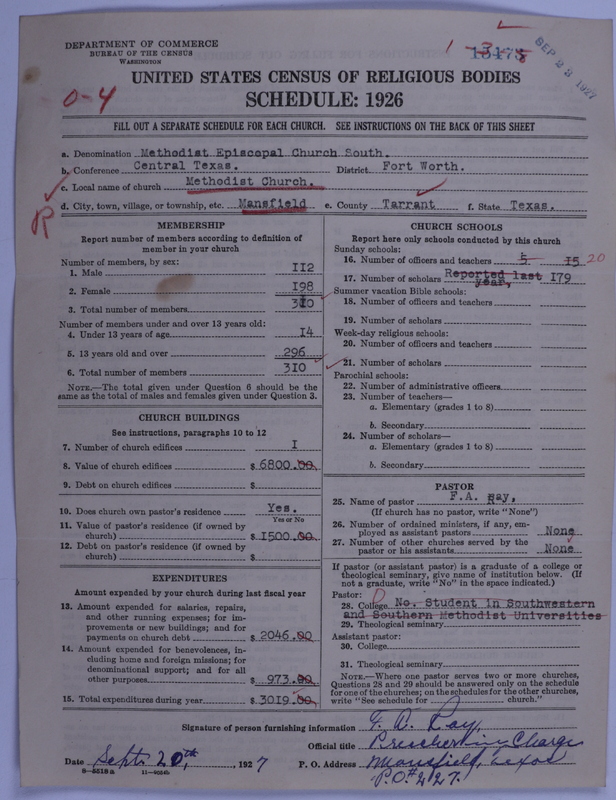 DEPARTMENT OF COMMERCE
BUREAU OF THE CENSUS
WASHINGTON
SEP 23 1927
UNITED STATES CENSUS OF RELIGIOUS BODIES
0-4
SCHEDULE: 1926
FILL OUT A SEPARATE SCHEDULE FOR EACH CHURCH. SEE INSTRUCTIONS ON THE BACK OF THIS SHEET
a. Denomination Methodist Episcopal Church South.
b. Conference Central Texas. District Fort Worth.
c. Local name of church Methodist Church.
d. City, town, village, or township, etc. Mansfield e. County Tarrant f. State Texas.
R
MEMBERSHIP
Report number of members according to definition of
member in your church
Number of members, by sex:
1. Male 112
2. Female 198
3. Total number of members 310
Number of members under and over 13 years old:
4. Under 13 years of age 14
5. 13 years old and over 296
6. Total number of members 310
NOTE.—The total given under Question 6 should be the
same as the total of males and females given under Question 3.
CHURCH BUILDINGS
See instructions, paragraphs 10 to 12
7. Number of church edifices 1
8. Value of church edifices $ 6800.00
9. Debt on church edifices $
10. Does church own pastor's residence? Yes.
Yes or No
11. Value of pastor's residence (if owned by
church) $ 1500.00
12. Debt on pastor's residence (if owned by
church) $
EXPENDITURES
Amount expended by your church during last fiscal year
13. Amount expended for salaries, repairs,
and other running expenses; for im-
provements or new buildings; and for
payments on church debt $ 2046.00
14. Amount expended for benevolences, in-
cluding home and foreign missions; for
denominational support; and for all
other purposes $ 973.00
15. Total expenditures during year $ 3019.00
CHURCH SCHOOLS
Report here only schools conducted by this church
Sunday schools:
16. Number of officers and teachers 5 15 20
17. Number of scholars Reported last year, 179
Summer vacation Bible schools:
18. Number of officers and teachers
19. Number of scholars
Week-day religious schools:
20. Number of officers and teachers
21. Number of scholars
Parochial schools:
22. Number of administrative officers
23. Number of teachers—
a. Elementary (grades 1 to 8)
b. Secondary
24. Number of scholars—
a. Elementary (grades 1 to 8)
b. Secondary
PASTOR
25. Name of pastor F.A. Ray,
(If church has no pastor, write "None")
26. Number of ordained ministers, if any, em-
ployed as assistant pastors None
27. Number of other churches served by the
pastor or his assistants None
If pastor (or assistant pastor) is a graduate of a college or
theological seminary, give name of institution below. (If
not a graduate, write "No" in the space indicated.)
Pastor: 0
28. College No. Student in Southwestern
and Southern Methodist Universities
29. Theological seminary
Assistant pastor:
30. College
31. Theological seminary
NOTE.—Where one pastor serves two or more churches,
Questions 28 and 29 should be answered only on the schedule
for one of the churches; on the schedules for the other churches,
write "See schedule for church."
Signature of person furnishing information F. A. Ray,
Official title Preacher in Charge
Date Sept. 20th, 1927 P. O. Address Mansfield, Texas
P.O.# 227.
8-5518a